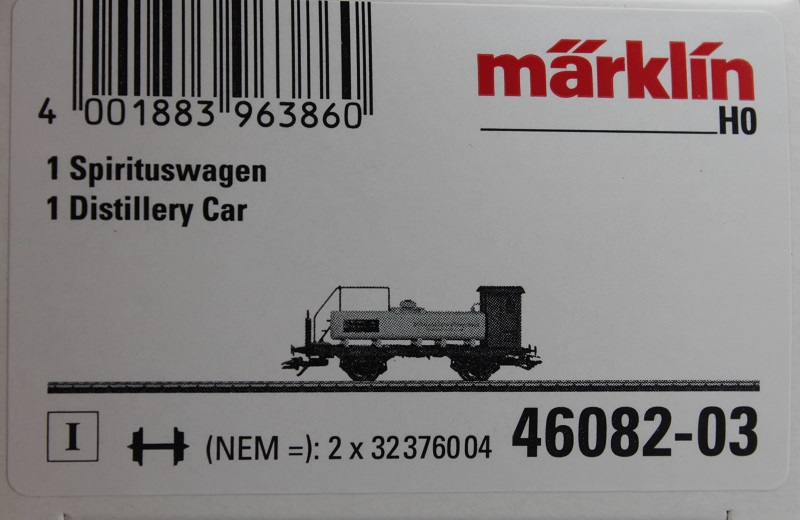 märklin
H0
4 001883 963860
1 Spirituswagen
1 Distillery Car
I (NEM =): 2 x 32376004 46082-03